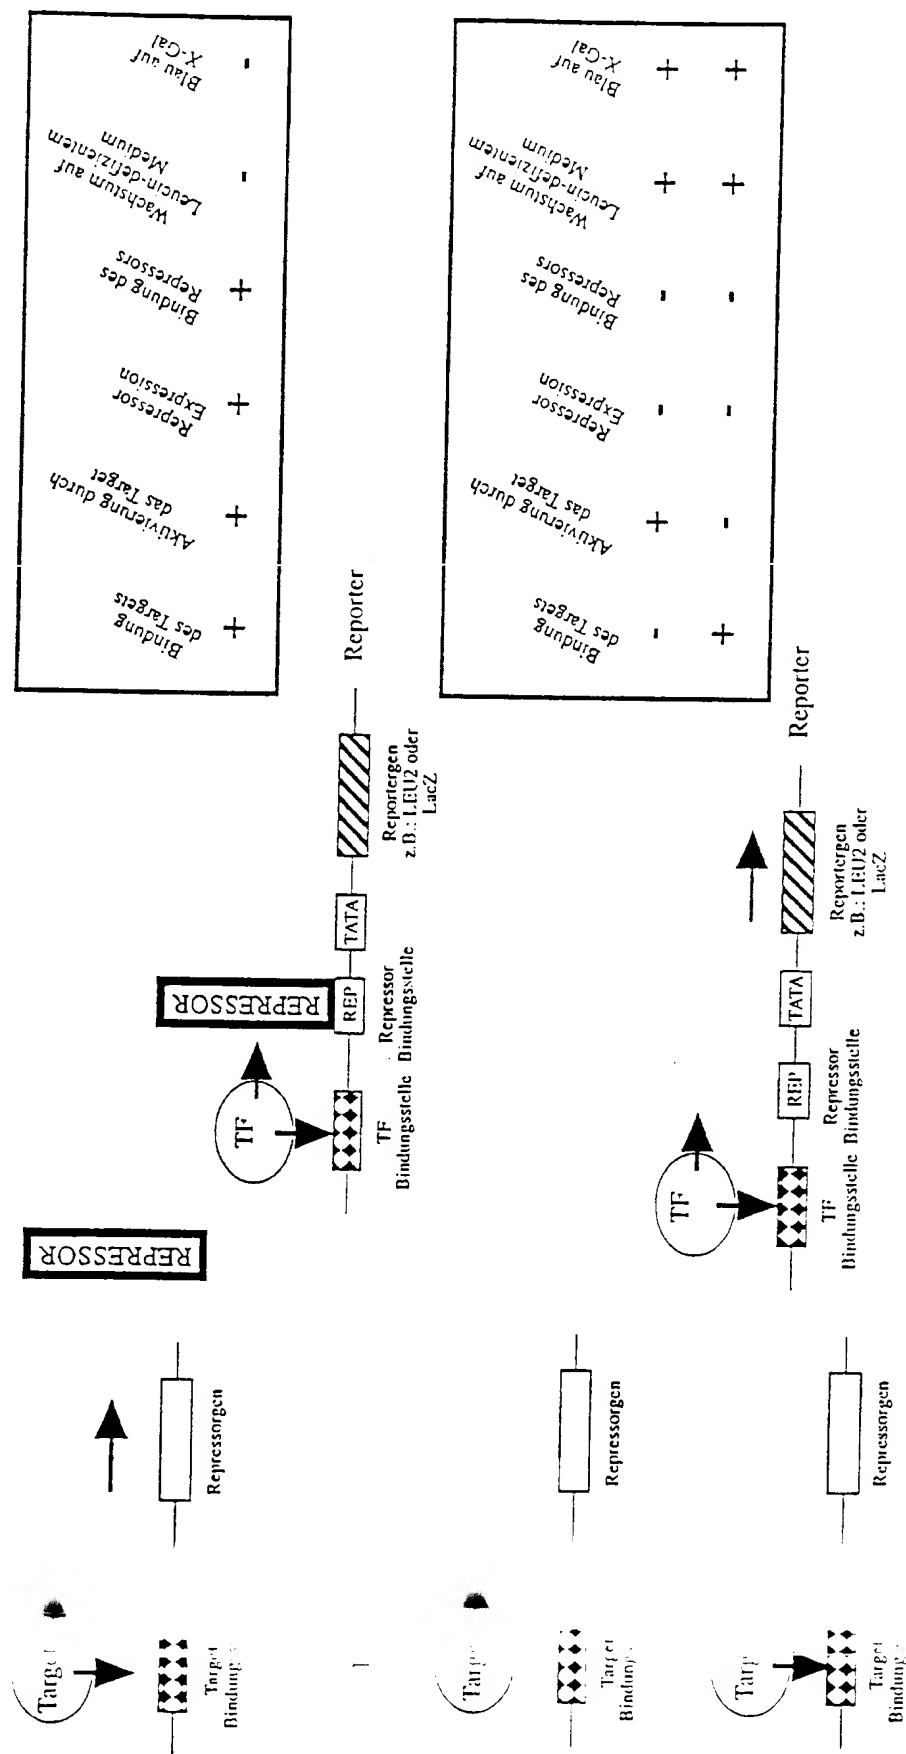 Target
Target
Repressorgen
REPRESSOR
TF
REPRESSOR
REP
TATA
TF
Bindungsstelle
Repressor
Bindungsstelle
Reportergen
z.B.: LEU2 oder
LacZ
Reporter
Bindung
des Targets
Aktivierung durch
das Target
Repressor
Expression
Bindung des
Repressors
Wachstum auf
Leucin-defizientem
Medium
Blau auf
X-Gal
+ + + + - -
Target
Repressorgen
Target
Repressorgen
TF
REP
TATA
TF
Bindungsstelle
Repressor
Bindungsstelle
Reportergen
z.B.: LEU2 oder
LacZ
Reporter
Bindung
des Targets
Aktivierung durch
das Target
Repressor
Expression
Bindung des
Repressors
Wachstum auf
Leucin-defizientem
Medium
Blau auf
X-Gal
- + - - + +
+ - - - + +